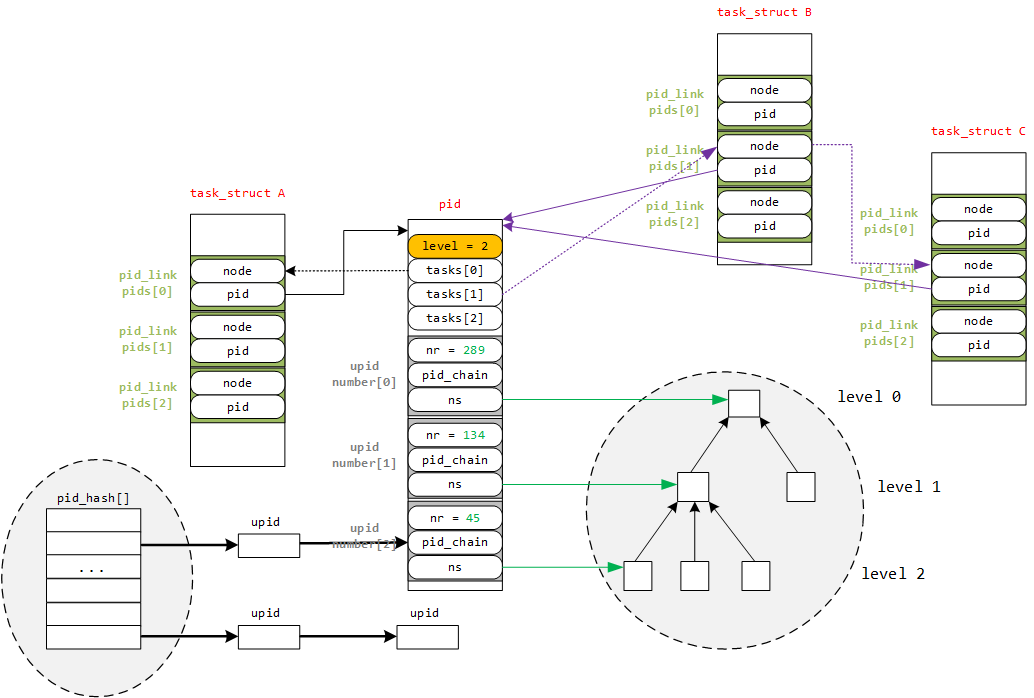 task_struct B
node
pid
node
pid
node
pid
pid_link
pids[0]
pid_link
pids[1]
pid_link
pids[2]
task_struct C
node
pid
node
pid
node
pid
pid_link
pids[0]
pid_link
pids[1]
pid_link
pids[2]
task_struct A
node
pid
node
pid
node
pid
pid_link
pids[0]
pid_link
pids[1]
pid_link
pids[2]
pid
level = 2
tasks[0]
tasks[1]
tasks[2]
upid
number[0]
nr = 289
pid_chain
ns
upid
number[1]
nr = 134
pid_chain
ns
upid
number[2]
nr = 45
pid_chain
ns
level 0
level 1
level 2
pid_hash[]
...
upid
upid
upid